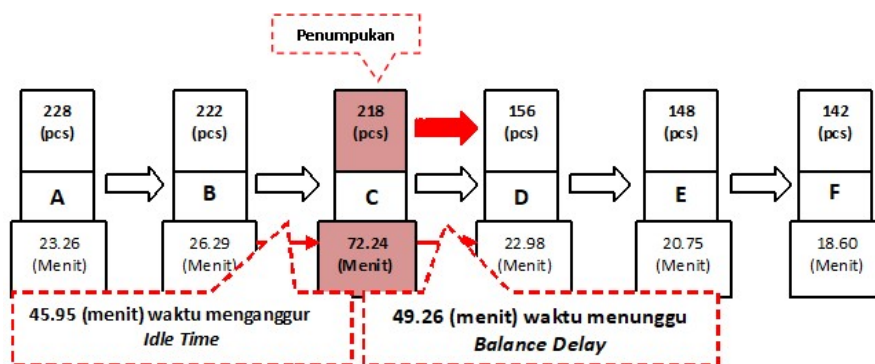 Penumpukan
228
(pcs)
222
(pcs)
218
(pcs)
156
(pcs)
148
(pcs)
142
(pcs)
A
B
C
D
E
F
23.26
(Menit)
26.29
(Menit)
72.24
(Menit)
22.98
(Menit)
20.75
(Menit)
18.60
(Menit)
45.95 (menit) waktu menganggur
Idle Time
49.26 (menit) waktu menunggu
Balance Delay